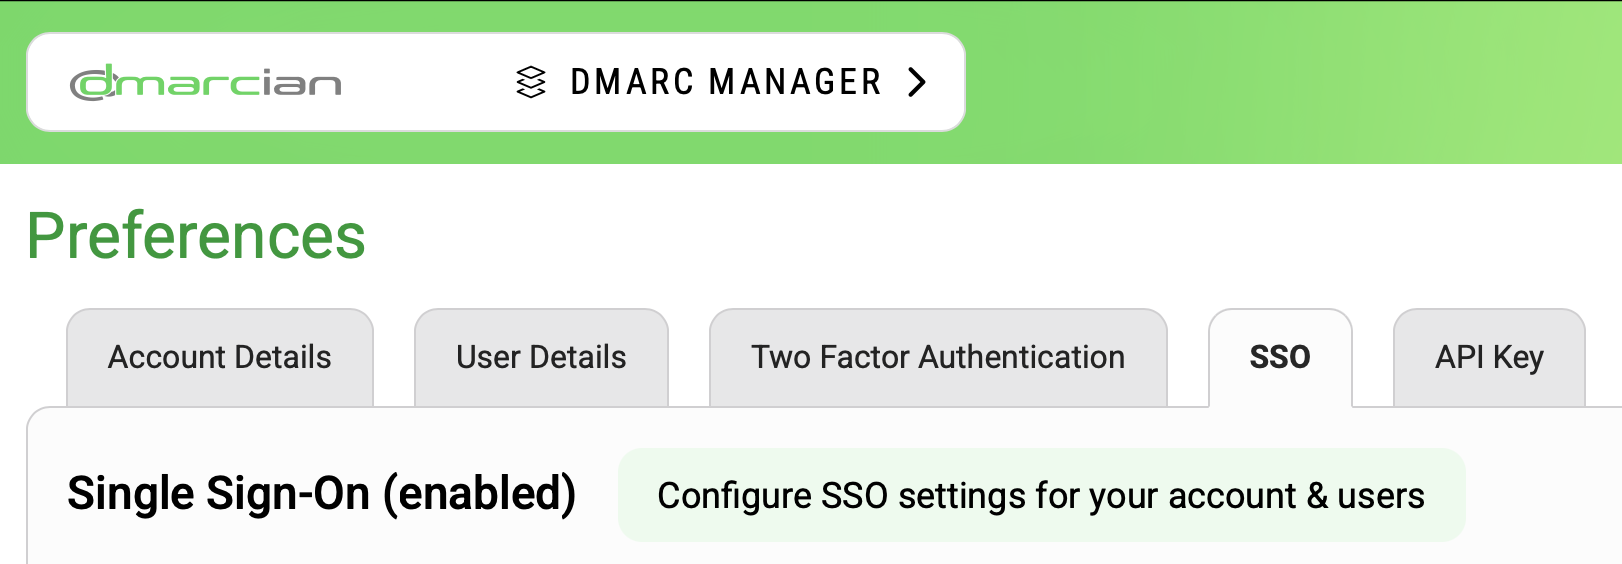 dmarcian DMARC MANAGER
Preferences
Account Details User Details Two Factor Authentication SSO API Key
Single Sign-On (enabled) Configure SSO settings for your account & users